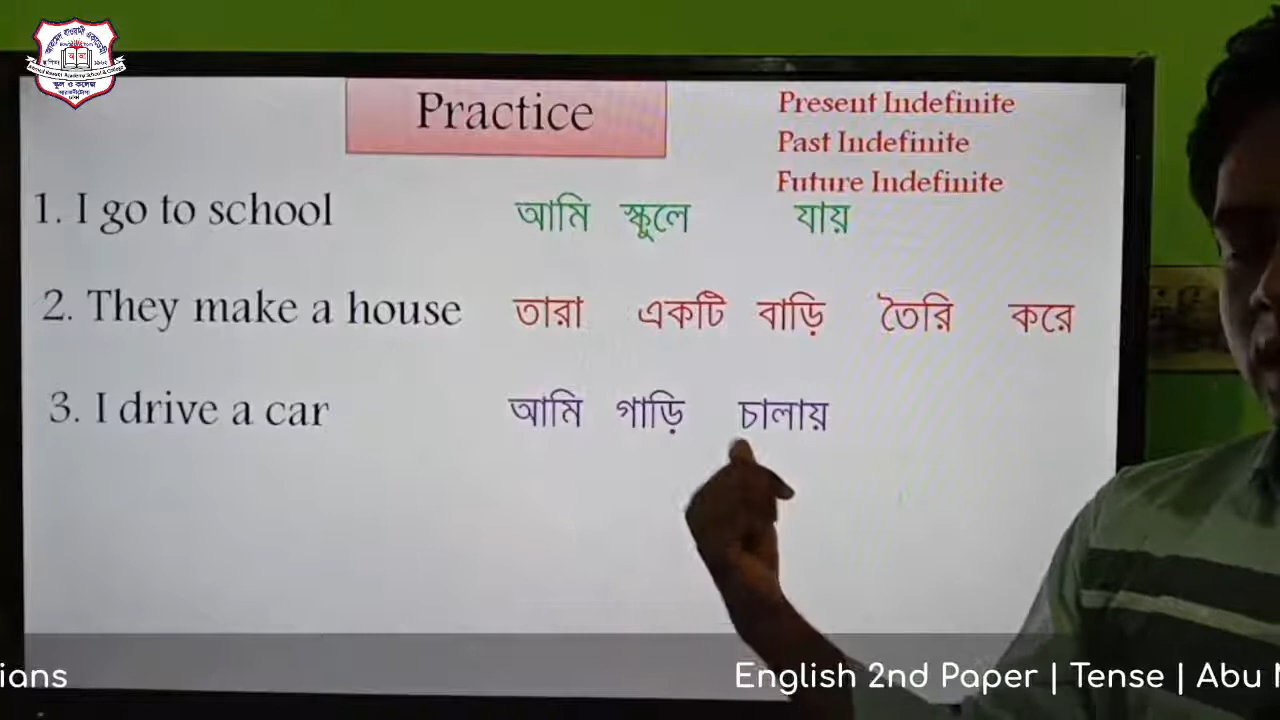 Practice
Present Indefinite
Past Indefinite
Future Indefinite
1. I go to school আমি স্কুলে যায়
2. They make a house তারা একটি বাড়ি তৈরি করে
3. I drive a car আমি গাড়ি চালায়
স্কুল ও কলেজ
ians English 2nd Paper | Tense | Abu